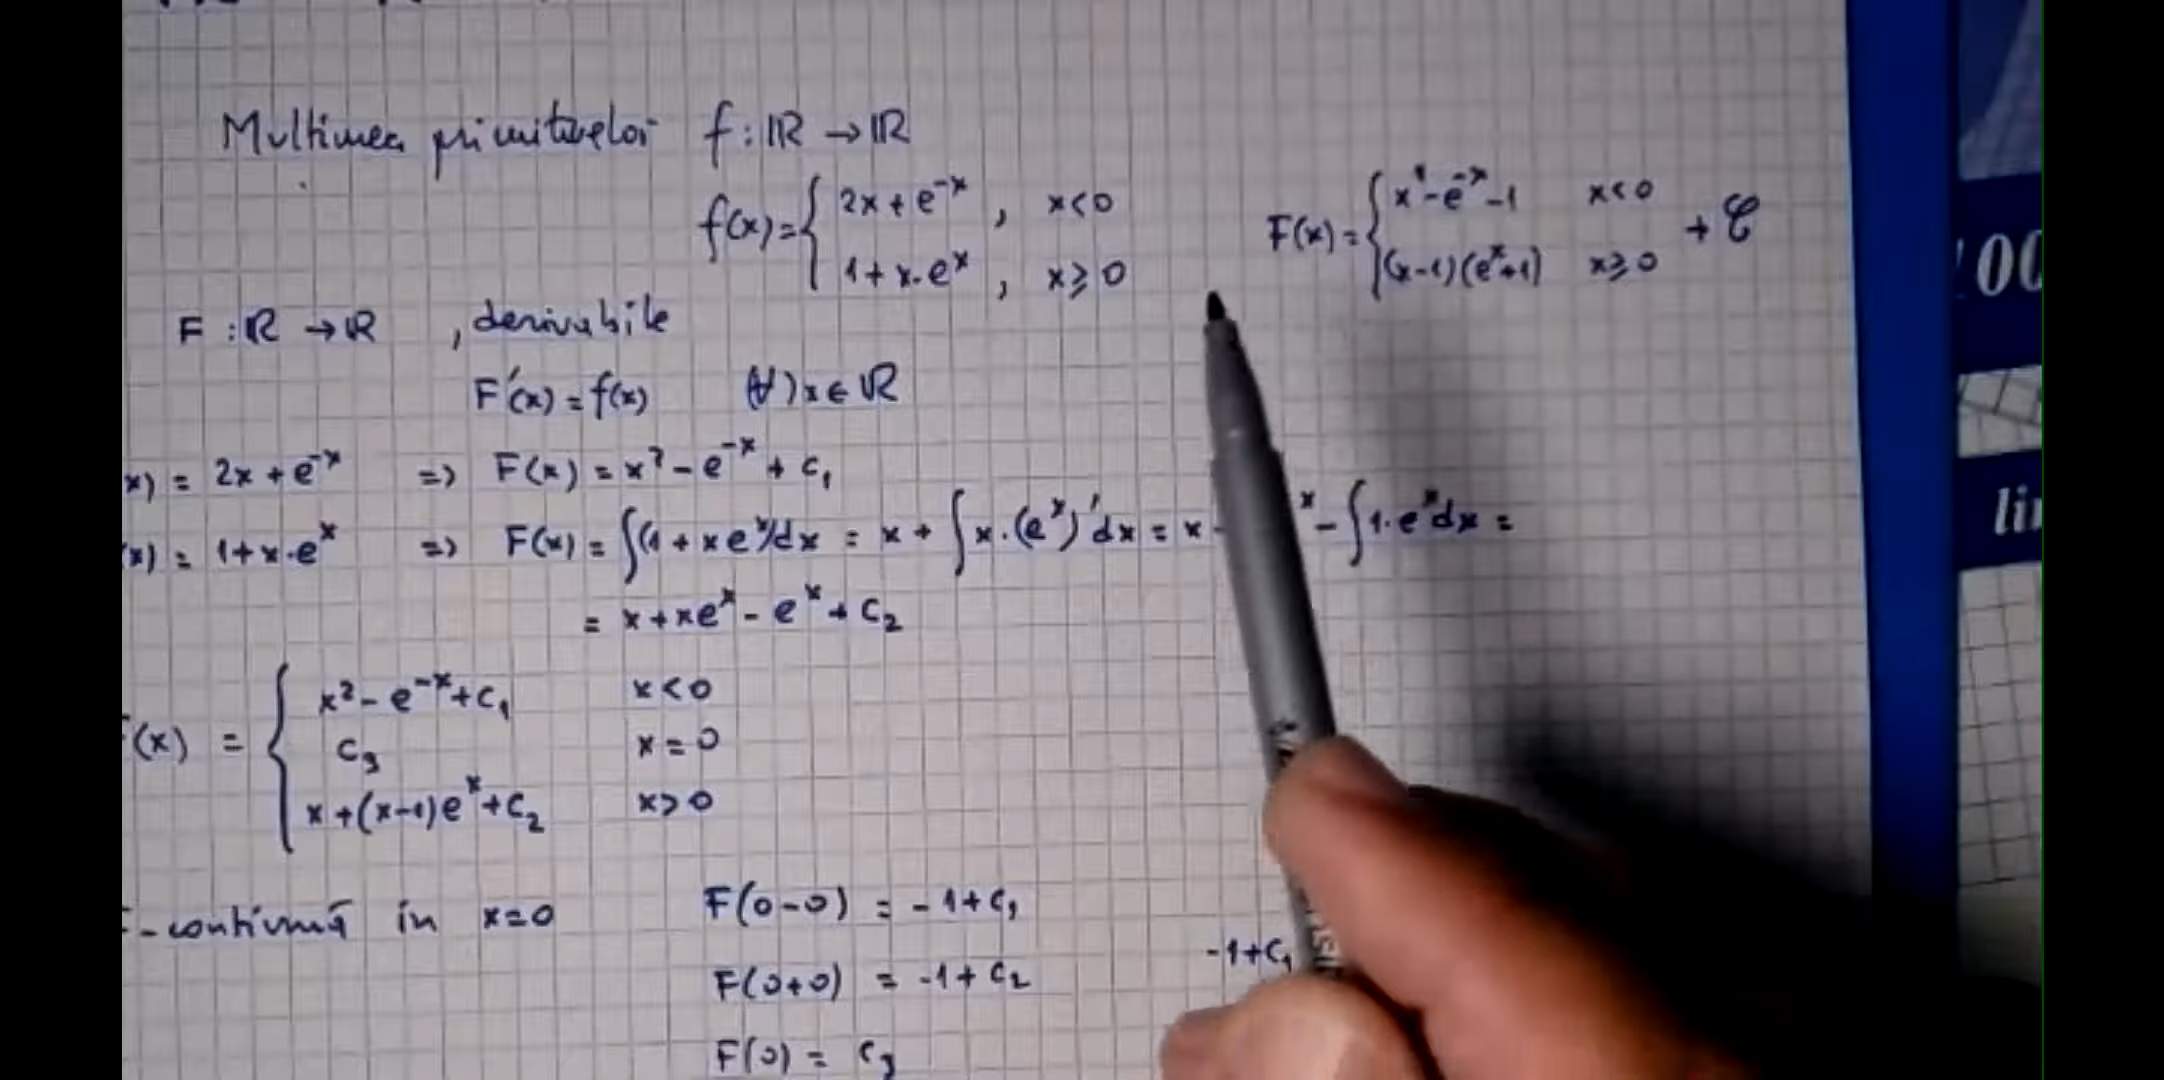 Multimea primitivelor f : ℝ → ℝ
f(x) = { 2x + e^-x , x < 0
1 + x·e^x , x ≥ 0
F(x) = { x² - e^-x - 1 x < 0
(x-1)(e^x+1) x ≥ 0 + C
F : ℝ → ℝ , derivabile
F'(x) = f(x) (∀) x ∈ ℝ
x) = 2x + e^-x => F(x) = x² - e^-x + c₁
x) = 1 + x·e^x => F(x) = ∫(1 + xe^x)dx = x + ∫x·(e^x)'dx = x x - ∫1·e^x dx =
= x + xe^x - e^x + C₂
(x) = { x² - e^-x + C₁ x < 0
C₃ x = 0
x + (x-1)e^x + C₂ x > 0
- continuă în x=0 F(0-0) = -1 + C₁
-1+C₁
F(0+0) = -1 + C₂
F(0) = C₃
00
li